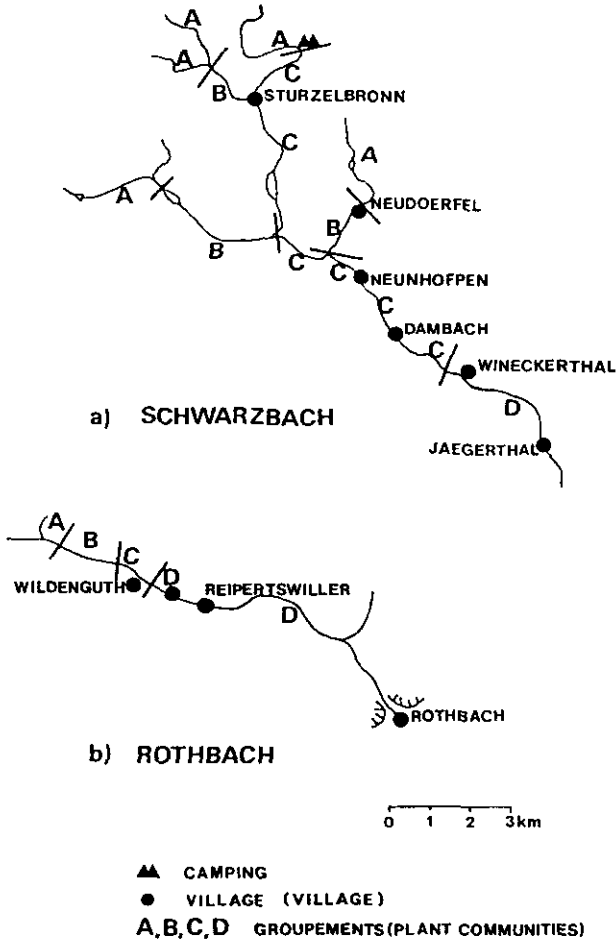 A
A
A
C
B
STURZELBRONN
C
A
A
NEUDOERFEL
B
B
C
C
NEUNHOFPEN
C
DAMBACH
C
WINECKERTHAL
D
a) SCHWARZBACH
JAEGERTHAL
A
B
C
D
WILDENGUTH
REIPERTSWILLER
D
ROTHBACH
b) ROTHBACH
0 1 2 3km
CAMPING
VILLAGE (VILLAGE)
A,B,C,D GROUPEMENTS(PLANT COMMUNITIES)